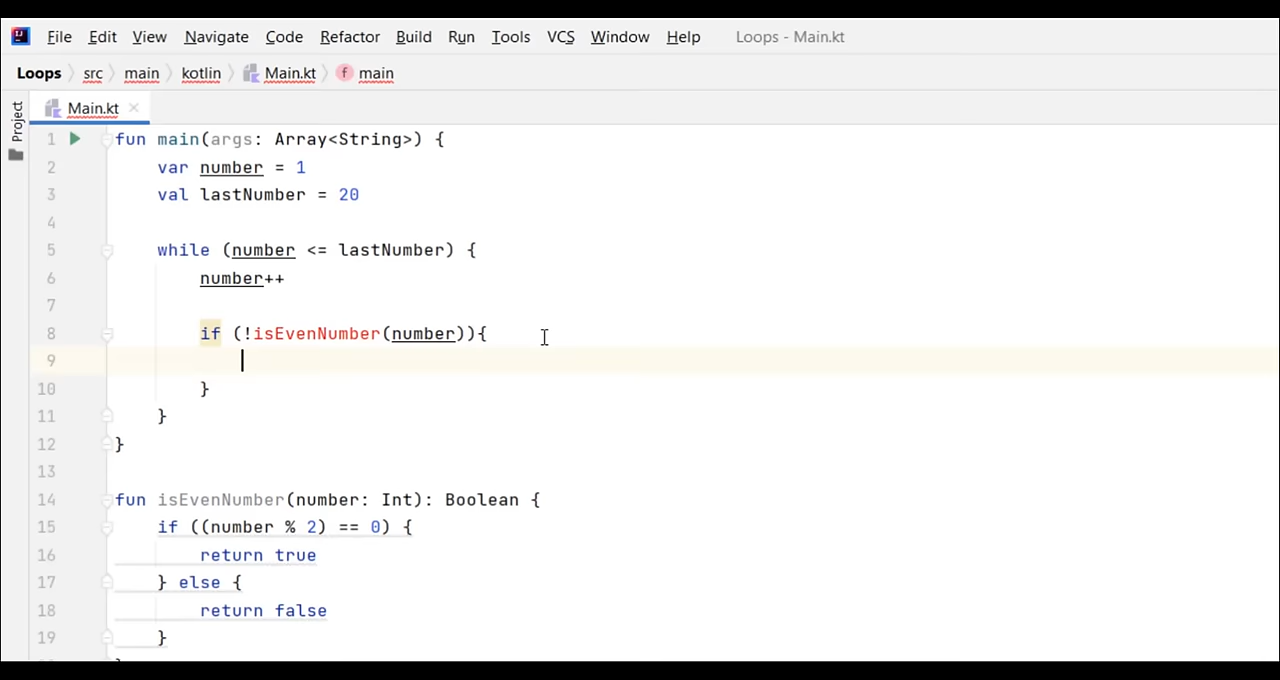 File Edit View Navigate Code Refactor Build Run Tools VCS Window Help Loops - Main.kt
Loops src main kotlin Main.kt main
Project
Main.kt
1 fun main(args: Array<String>) {
2 var number = 1
3 val lastNumber = 20
4
5 while (number <= lastNumber) {
6 number++
7
8 if (!isEvenNumber(number)){
9
10 }
11 }
12 }
13
14 fun isEvenNumber(number: Int): Boolean {
15 if ((number % 2) == 0) {
16 return true
17 } else {
18 return false
19 }